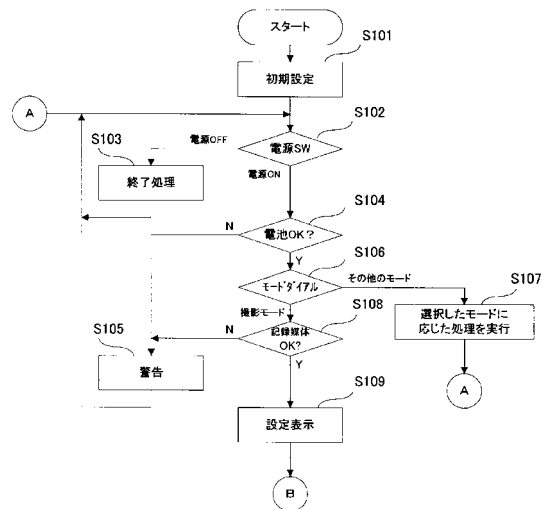 スタート
S101
初期設定
A
S102
S103
電源OFF
電源SW
終了処理
電源ON
S104
N
電池OK?
S106
Y
モードダイアル
その他のモード
S107
撮影モード
S108
選択したモードに
応じた処理を実行
S105
N
記録媒体
OK?
警告
Y
A
S109
設定表示
B